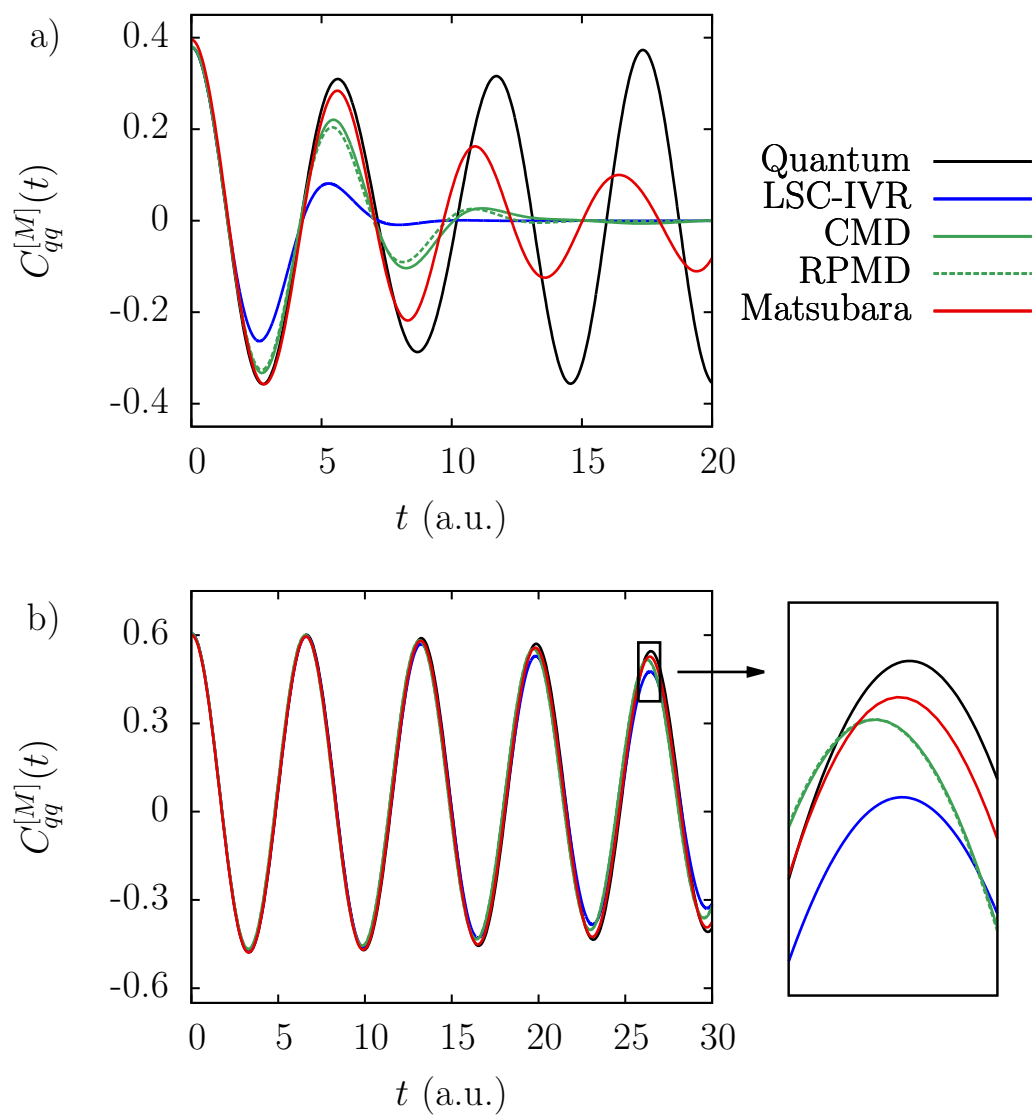 a)
0.4
0.2
0
-0.2
-0.4
C_{qq}^{[M]}(t)
0 5 10 15 20
t (a.u.)
Quantum
LSC-IVR
CMD
RPMD
Matsubara
b)
0.6
0.3
0
-0.3
-0.6
C_{qq}^{[M]}(t)
0 5 10 15 20 25 30
t (a.u.)